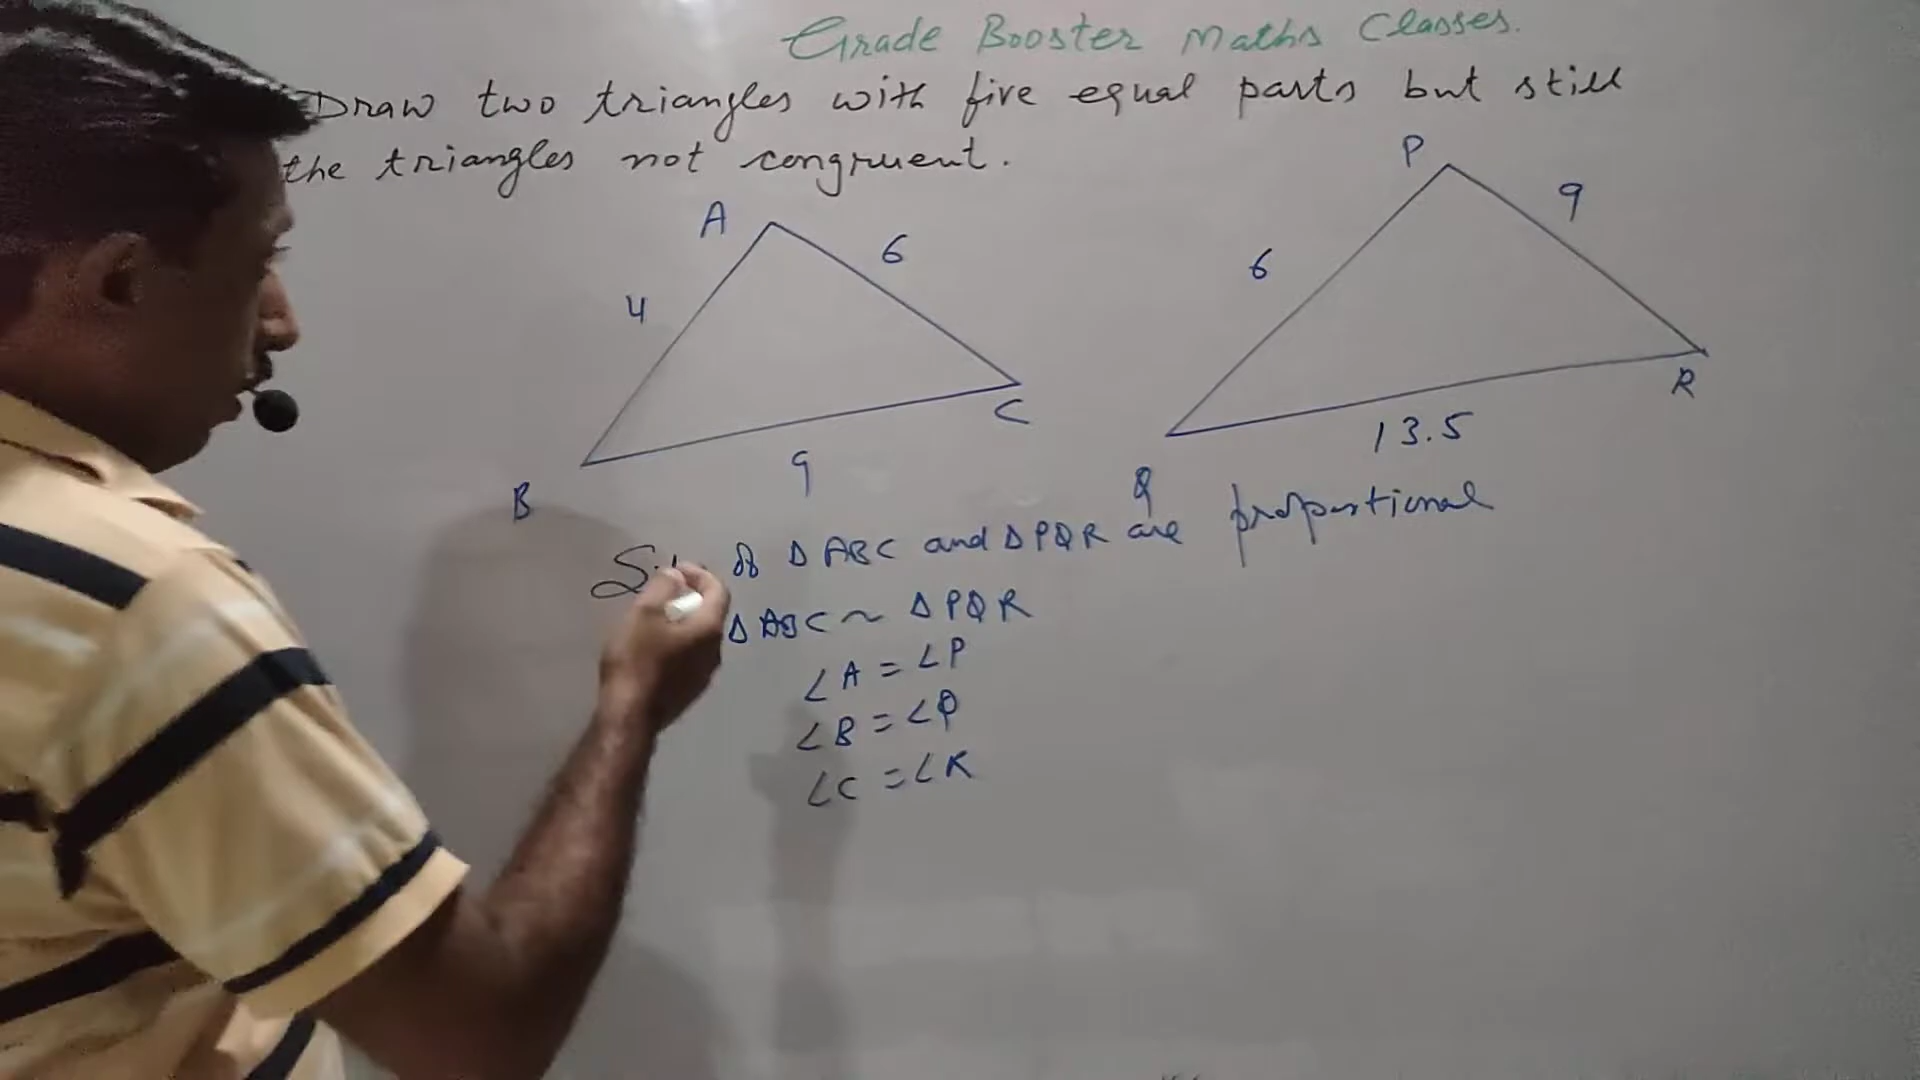 Grade Booster Maths Classes.
Draw two triangles with five equal parts but still
the triangles not congruent.
P
A
6
9
4
6
C
R
9
13.5
B
Q
of Δ ABC and Δ PQR are proportional
Δ ABC ~ Δ PQR
∠A = ∠P
∠B = ∠Q
∠C = ∠R